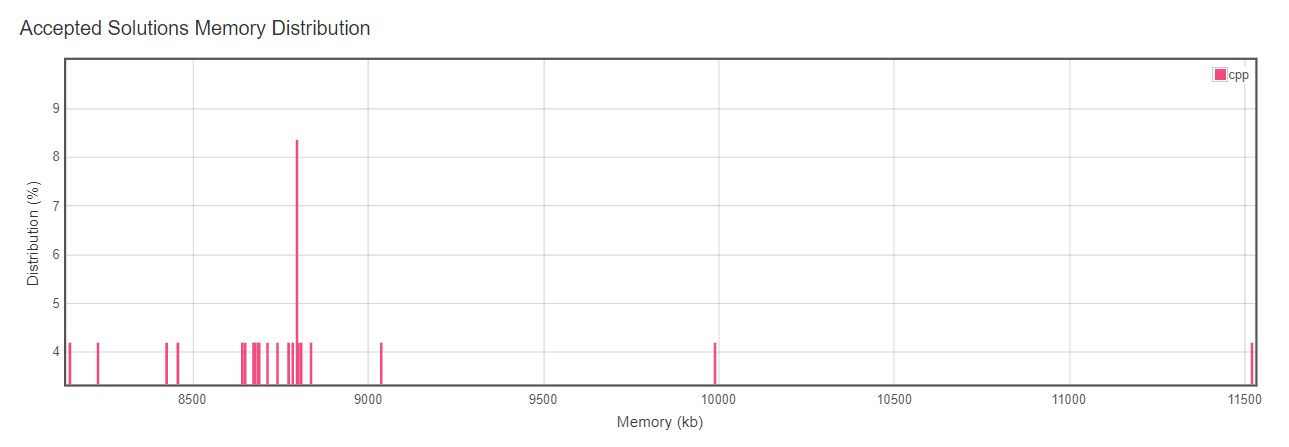 Accepted Solutions Memory Distribution
cpp
9
8
7
6
5
4
Distribution (%)
8500 9000 9500 10000 10500 11000 11500
Memory (kb)